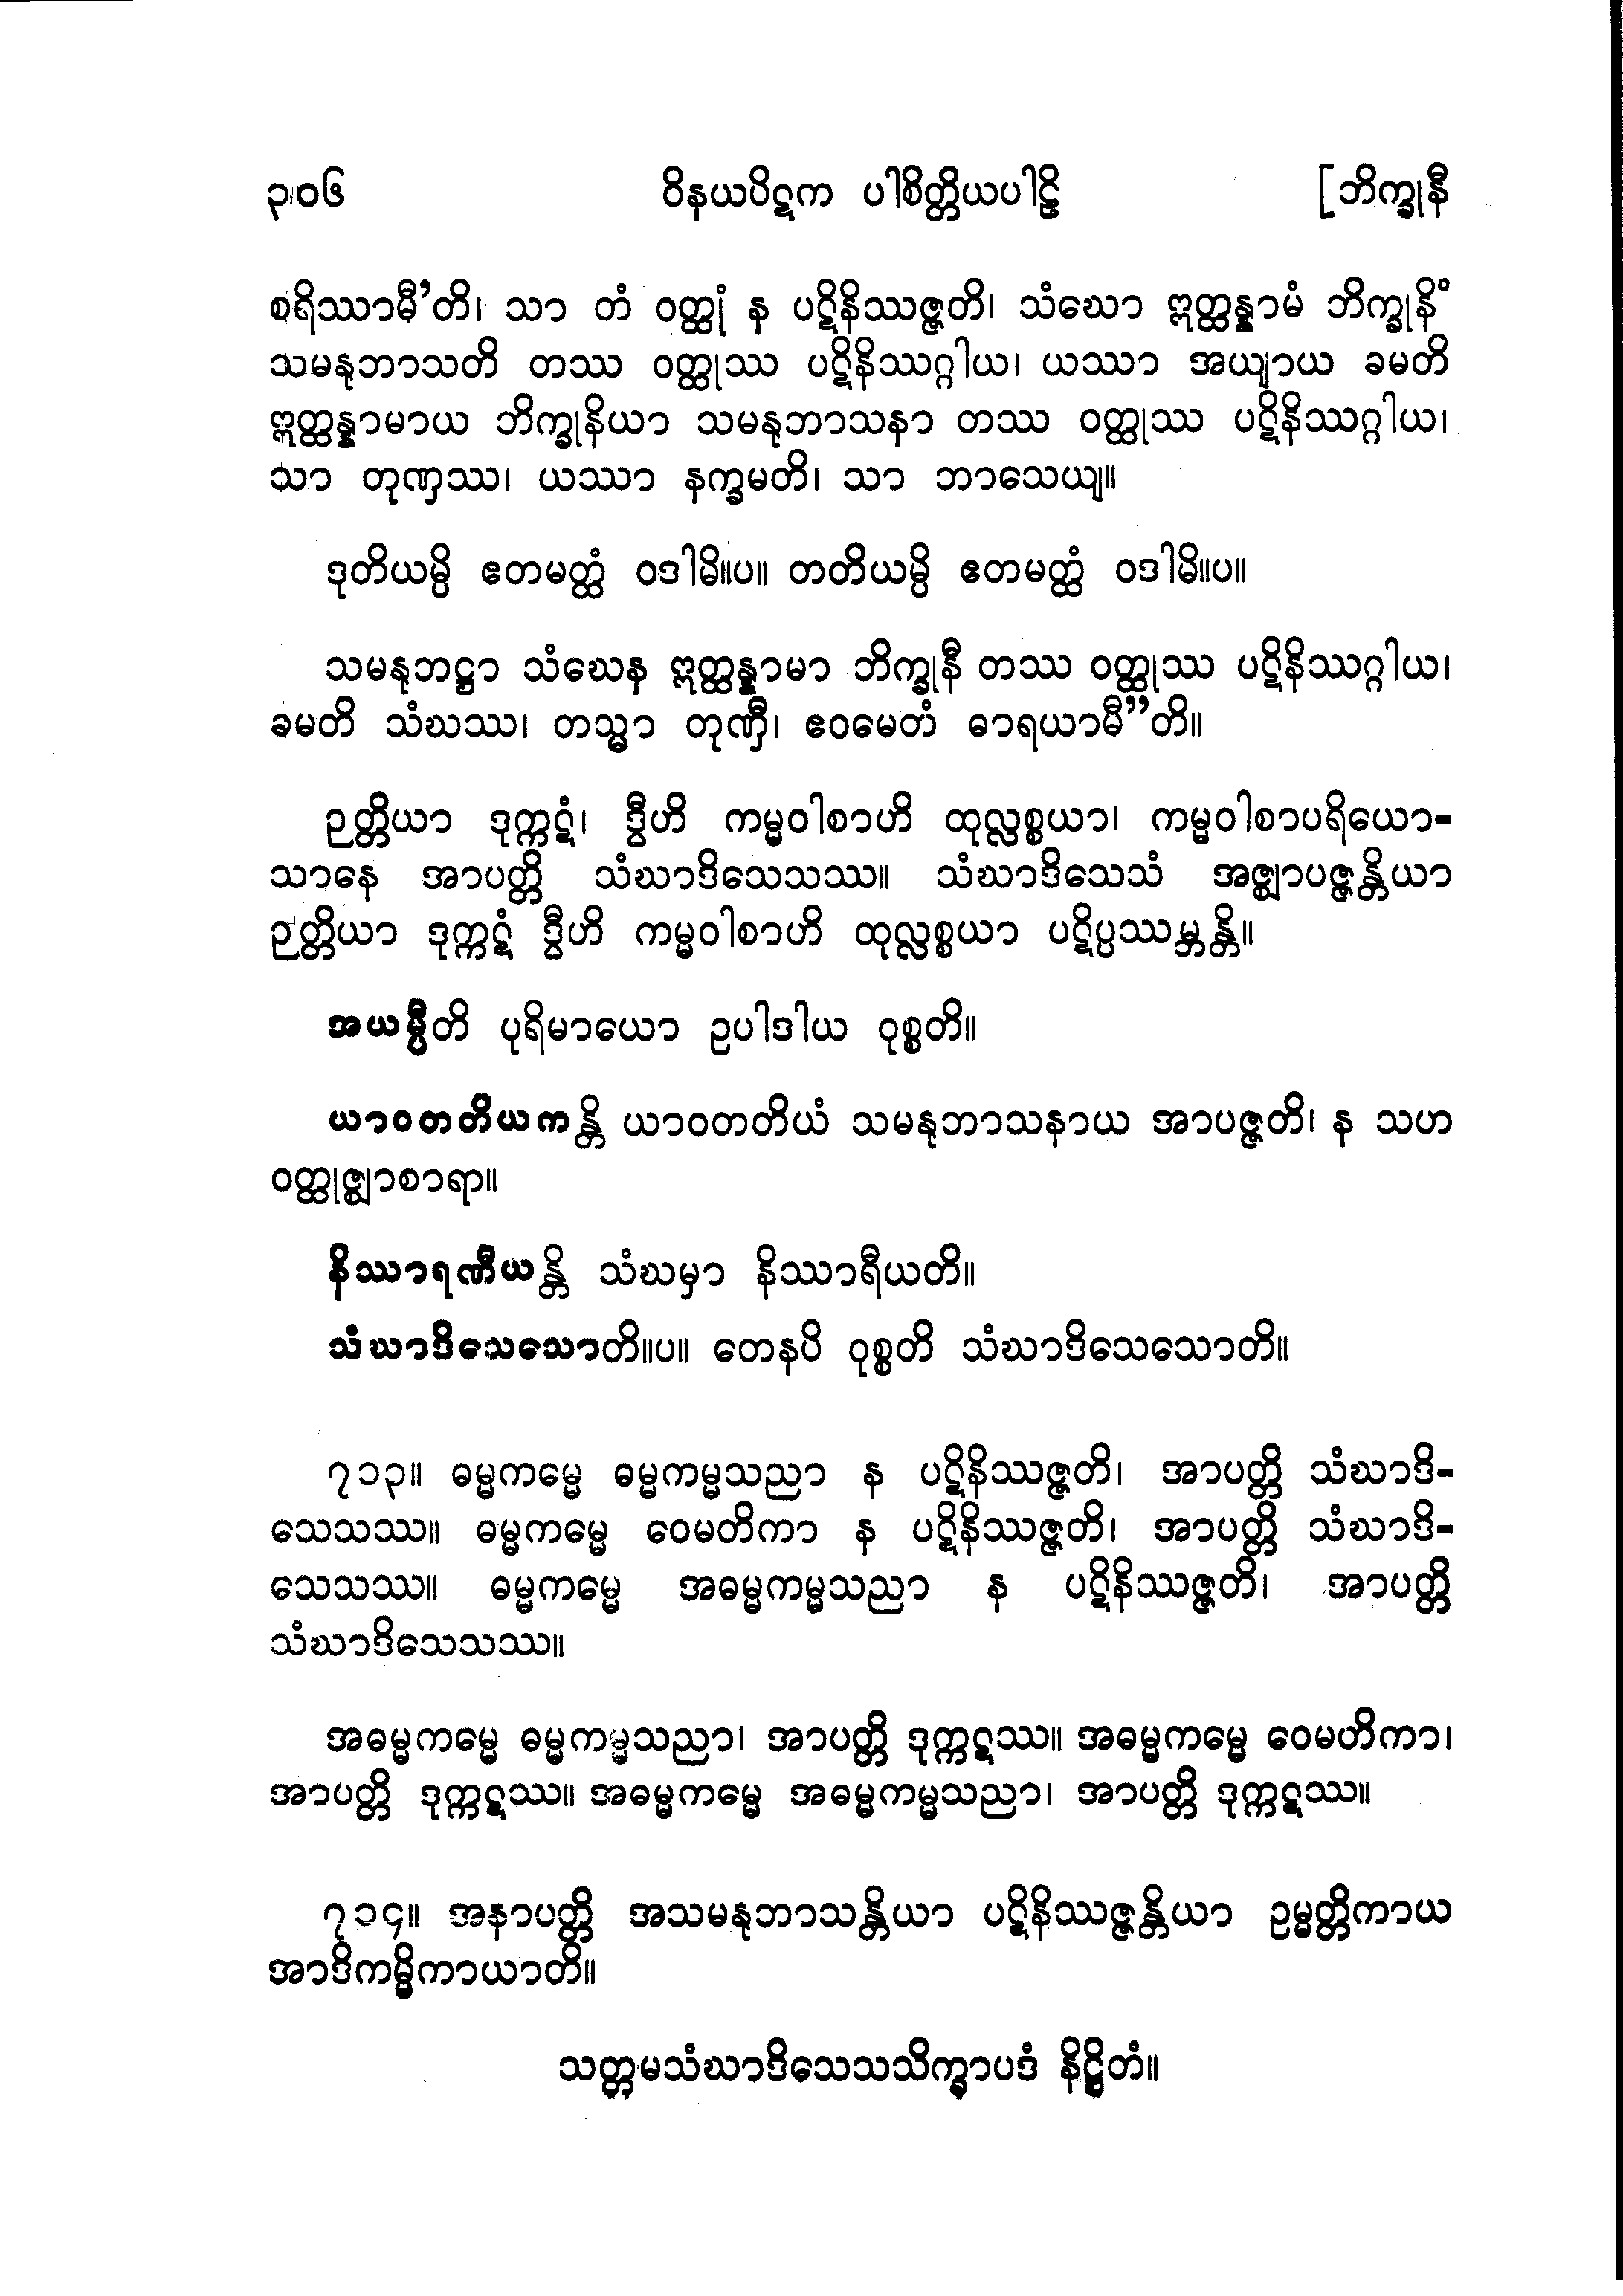 ၃၀၆ ဝိနယပိဋက ပါစိတ္တိယပါဠိ [ဘိက္ခုနီ
စရိဿာမီ’တိ၊ သာ တံ ဝတ္ထုံ န ပဋိနိဿဇ္ဇတိ၊ သံဃော ဣတ္ထန္နာမံ ဘိက္ခုနိံ
သမနုဘာသတိ တဿ ဝတ္ထုဿ ပဋိနိဿဂ္ဂါယ၊ ယဿာ အယျာယ ခမတိ
ဣတ္ထန္နာမာယ ဘိက္ခုနိယာ သမနုဘာသနာ တဿ ဝတ္ထုဿ ပဋိနိဿဂ္ဂါယ၊
သာ တုဏှဿ၊ ယဿာ နက္ခမတိ၊ သာ ဘာသေယျ။
ဒုတိယမ္ပိ ဧတမတ္ထံ ဝဒါမိ။ပ။ တတိယမ္ပိ ဧတမတ္ထံ ဝဒါမိ။ပ။
သမနုဘဋ္ဌာ သံဃေန ဣတ္ထန္နာမာ ဘိက္ခုနီ တဿ ဝတ္ထုဿ ပဋိနိဿဂ္ဂါယ၊
ခမတိ သံဃဿ၊ တသ္မာ တုဏှီ၊ ဧဝမေတံ ဓာရယာမီ”တိ။
ဉတ္တိယာ ဒုက္ကဋံ၊ ဒွီဟိ ကမ္မဝါစာဟိ ထုလ္လစ္စယာ၊ ကမ္မဝါစာပရိယော-
သာနေ အာပတ္တိ သံဃာဒိသေသဿ။ သံဃာဒိသေသံ အဇ္ဈာပဇ္ဇန္တိယာ
ဉတ္တိယာ ဒုက္ကဋံ ဒွီဟိ ကမ္မဝါစာဟိ ထုလ္လစ္စယာ ပဋိပ္ပဿမ္ဘန္တိ။
အယမ္ပီတိ ပုရိမာယော ဥပါဒါယ ဝုစ္စတိ။
ယာဝတတိယကန္တိ ယာဝတတိယံ သမနုဘာသနာယ အာပဇ္ဇတိ၊ န သဟ
ဝတ္ထုဇ္ဈာစာရာ။
နိဿာရဏီယန္တိ သံဃမှာ နိဿာရီယတိ။
သံဃာဒိသေသောတိ။ပ။ တေနပိ ဝုစ္စတိ သံဃာဒိသေသောတိ။
၇၁၃။ ဓမ္မကမ္မေ ဓမ္မကမ္မသညာ န ပဋိနိဿဇ္ဇတိ၊ အာပတ္တိ သံဃာဒိ-
သေသဿ။ ဓမ္မကမ္မေ ဝေမတိကာ န ပဋိနိဿဇ္ဇတိ၊ အာပတ္တိ သံဃာဒိ-
သေသဿ။ ဓမ္မကမ္မေ အဓမ္မကမ္မသညာ န ပဋိနိဿဇ္ဇတိ၊ အာပတ္တိ
သံဃာဒိသေသဿ။
အဓမ္မကမ္မေ ဓမ္မကမ္မသညာ၊ အာပတ္တိ ဒုက္ကဋဿ။ အဓမ္မကမ္မေ ဝေမတိကာ၊
အာပတ္တိ ဒုက္ကဋဿ။ အဓမ္မကမ္မေ အဓမ္မကမ္မသညာ၊ အာပတ္တိ ဒုက္ကဋဿ။
၇၁၄။ အနာပတ္တိ အသမနုဘာသန္တိယာ ပဋိနိဿဇ္ဇန္တိယာ ဥမ္မတ္တိကာယ
အာဒိကမ္မိကာယာတိ။
သတ္တမသံဃာဒိသေသသိက္ခာပဒံ နိဋ္ဌိတံ။